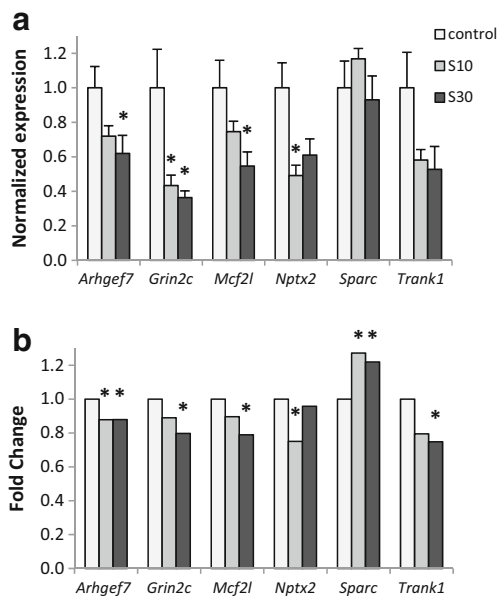 a
Normalized expression
1.2
1.0
0.8
0.6
0.4
0.2
0.0
control
S10
S30
* * * * *
Arhgef7 Grin2c Mcf2l Nptx2 Sparc Trank1
b
Fold Change
1.2
1.0
0.8
0.6
0.4
0.2
0.0
* * * * * * * *
Arhgef7 Grin2c Mcf2l Nptx2 Sparc Trank1